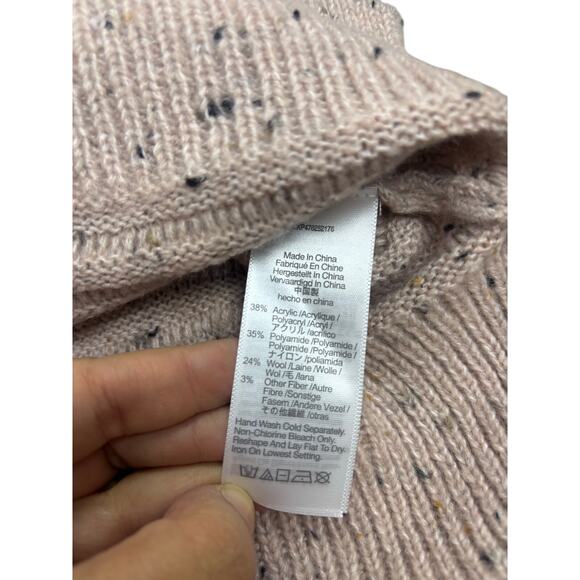 KP476252176
Made In China
Fabriqué En Chine
Hergestellt In China
Vervaardigd In China
中国製
hecho en china
38% Acrylic /Acrylique /
Polyacryl /Acryl /
アクリル /acrílico
35% Polyamide /Polyamide /
Polyamide /Polyamide /
ナイロン /poliamida
24% Wool /Laine /Wolle /
Wol /毛 /lana
3% Other Fiber /Autre
Fibre /Sonstige
Fasern /Andere Vezel /
その他繊維 /otras
Hand Wash Cold Separately.
Non-Chlorine Bleach Only.
Reshape And Lay Flat To Dry.
Iron On Lowest Setting.